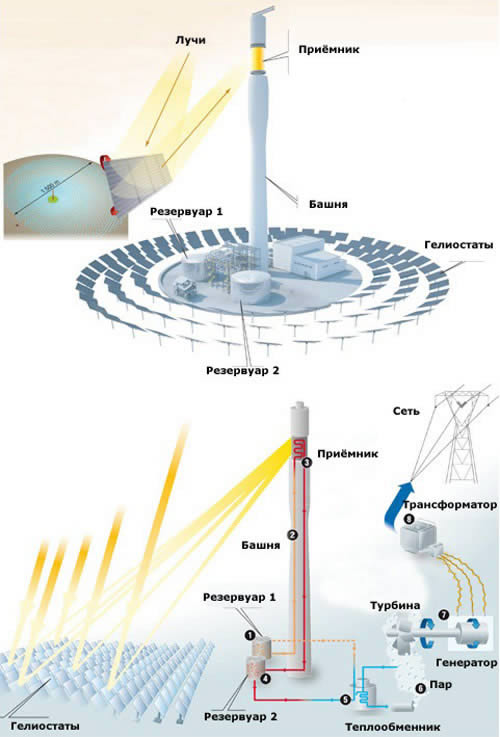 Лучи
Приёмник
1.500 m
Башня
Резервуар 1
Гелиостаты
Резервуар 2
Сеть
Приёмник
3
Трансформатор
8
2
Башня
Резервуар 1
Турбина
7
1
4
Генератор
6
Пар
5
Гелиостаты
Резервуар 2
Теплообменник